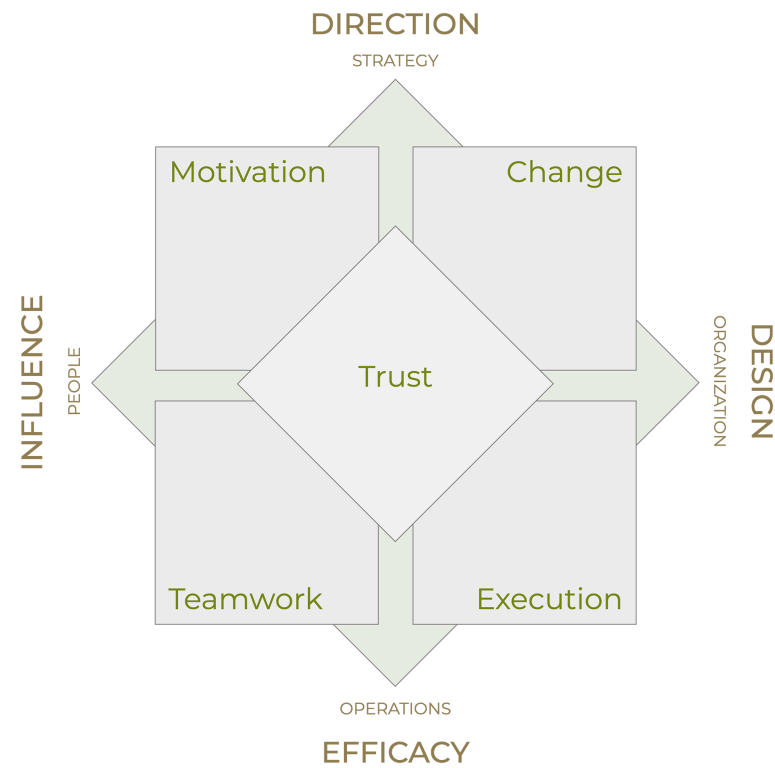 DIRECTION
STRATEGY
Motivation
Change
INFLUENCE
PEOPLE
Trust
ORGANIZATION
DESIGN
Teamwork
Execution
OPERATIONS
EFFICACY